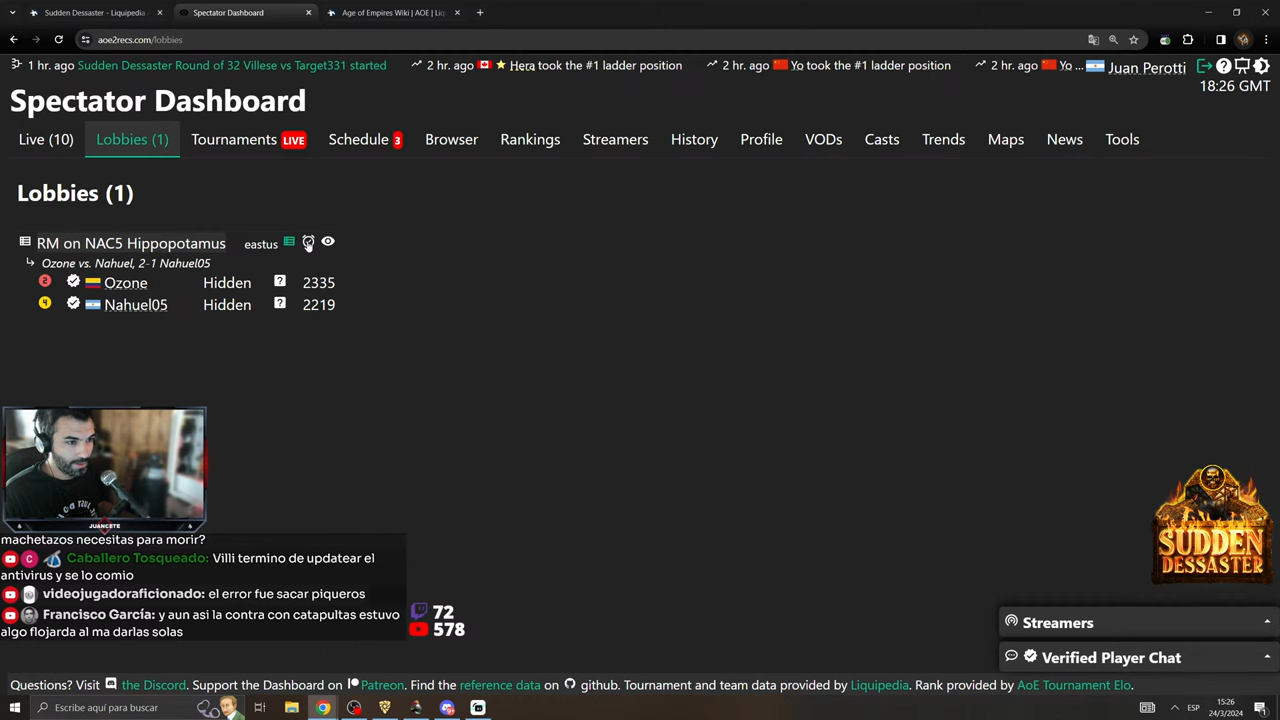 Sudden Dessaster - Liquipedia
Spectator Dashboard
Age of Empires Wiki | AOE | Liq
aoe2recs.com/lobbies
1 hr. ago Sudden Dessaster Round of 32 Villese vs Target331 started
2 hr. ago Hera took the #1 ladder position
2 hr. ago Yo took the #1 ladder position
2 hr. ago Yo ...
Juan Perotti
Spectator Dashboard
18:26 GMT
Live (10) Lobbies (1) Tournaments LIVE Schedule 3 Browser Rankings Streamers History Profile VODs Casts Trends Maps News Tools
Lobbies (1)
RM on NAC5 Hippopotamus eastus
Ozone vs. Nahuel, 2-1 Nahuel05
2 Ozone Hidden ? 2335
4 Nahuel05 Hidden ? 2219
JUANCETE
machetazos necesitas para morir?
C Caballero Tosqueado: Villi termino de updatear el
antivirus y se lo comio
videojugadoraficionado: el error fue sacar piqueros
Francisco García: y aun asi la contra con catapultas estuvo
algo flojarda al ma darlas solas
72
578
SUDDEN
DESSASTER
Streamers
Verified Player Chat
Questions? Visit the Discord. Support the Dashboard on Patreon. Find the reference data on github. Tournament and team data provided by Liquipedia. Rank provided by AoE Tournament Elo.
Escribe aquí para buscar
ESP
15:26
24/3/2024
1